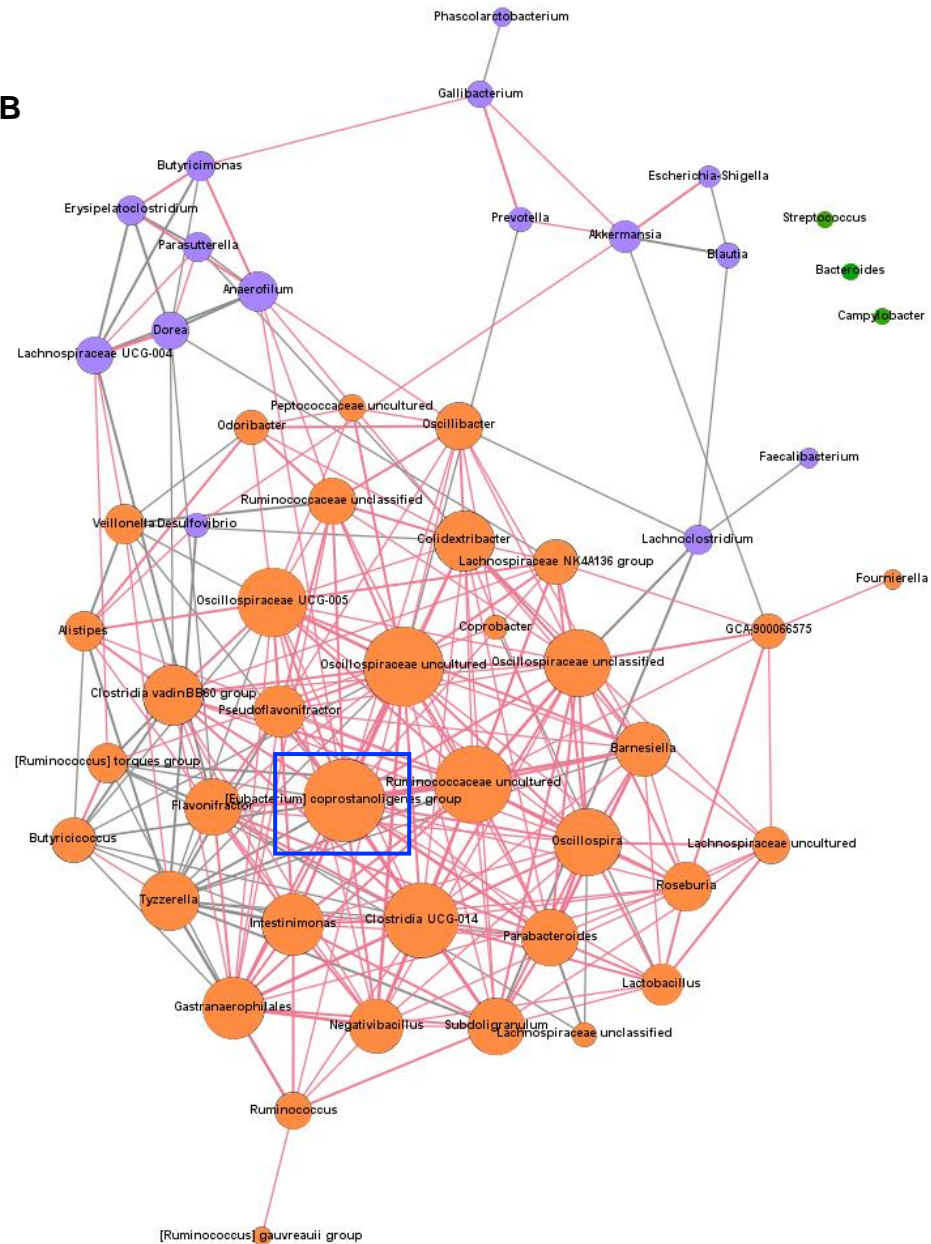 Phascolarctobacterium
Gallibacterium
B
Butyricimonas
Escherichia-Shigella
Erysipelatoclostridium
Prevotella
Streptococcus
Akkermansia
Parasutterella
Blautia
Bacteroides
Anaerofilum
Campylobacter
Dorea
Lachnospiraceae UCG-004
Peptococcaceae uncultured
Odoribacter
Oscillibacter
Faecalibacterium
Ruminococcaceae unclassified
Veillonella
Desulfovibrio
Colidextribacter
Lachnoclostridium
Lachnospiraceae NK4A136 group
Fournierella
Oscillospiraceae UCG-005
Coprobacter
GCA-900066575
Alistipes
Oscillospiraceae uncultured
Oscillospiraceae unclassified
Clostridia vadinBB60 group
Pseudoflavonifractor
Barnesiella
[Ruminococcus] torques group
Ruminococcaceae uncultured
[Eubacterium] coprostanoligenes group
Flavonifractor
Butyricicoccus
Oscillospira
Lachnospiraceae uncultured
Roseburia
Tyzzerella
Intestinimonas
Clostridia UCG-014
Parabacteroides
Lactobacillus
Gastranaerophilales
Negativibacillus
Subdoligranulum
Lachnospiraceae unclassified
Ruminococcus
[Ruminococcus] gauvreauii group